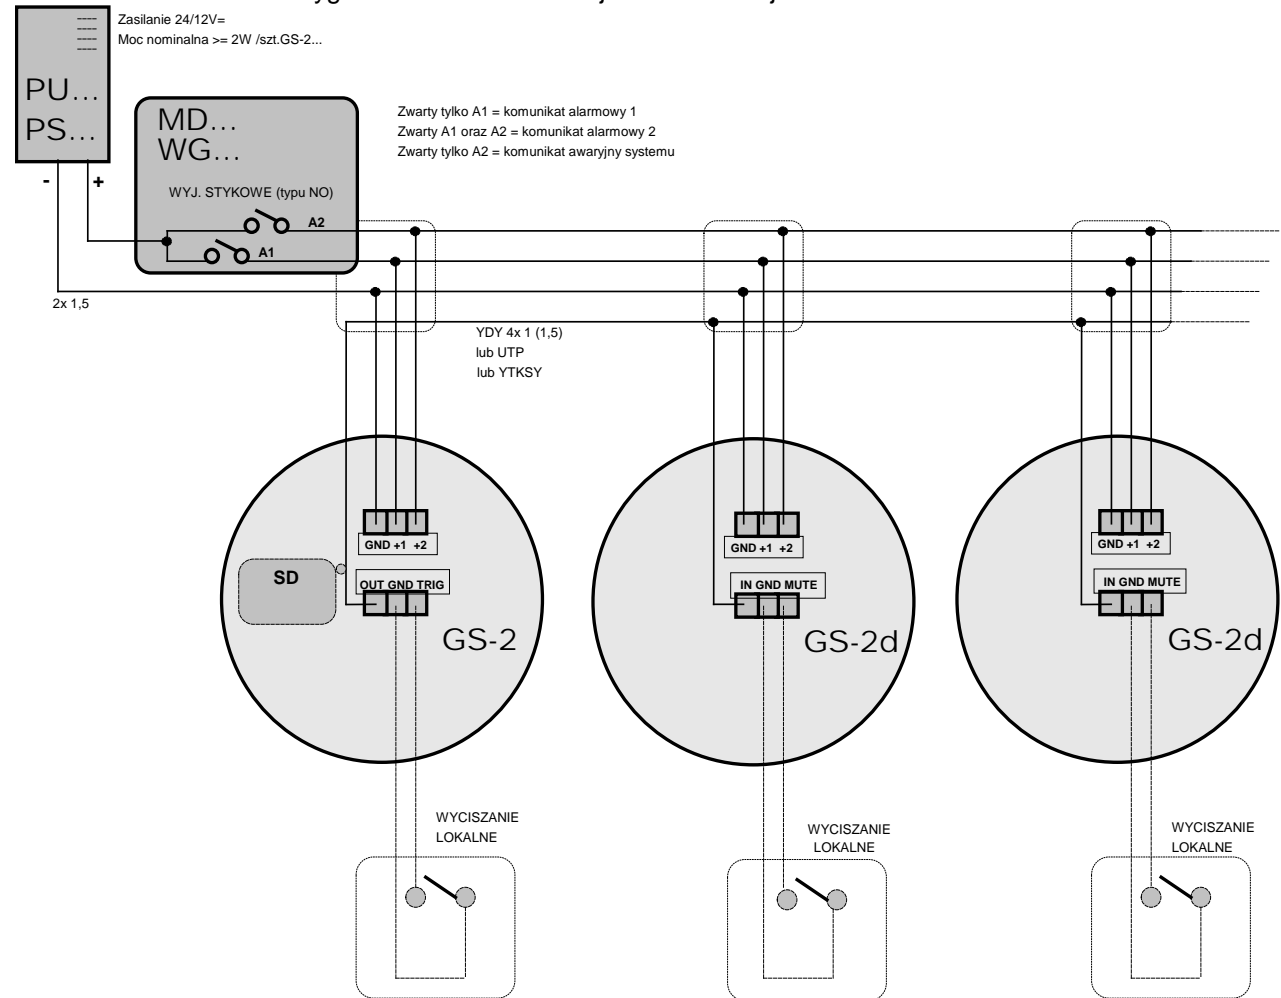 Zasilanie 24/12V=
Moc nominalna >= 2W /szt.GS-2...
PU...
PS...
- +
MD...
WG...
WYJ. STYKOWE (typu NO)
A2
A1
Zwarty tylko A1 = komunikat alarmowy 1
Zwarty A1 oraz A2 = komunikat alarmowy 2
Zwarty tylko A2 = komunikat awaryjny systemu
2x 1,5
YDY 4x 1 (1,5)
lub UTP
lub YTKSY
GND +1 +2
SD
OUT GND TRIG
GS-2
GND +1 +2
IN GND MUTE
GS-2d
GND +1 +2
IN GND MUTE
GS-2d
WYCISZANIE
LOKALNE
WYCISZANIE
LOKALNE
WYCISZANIE
LOKALNE